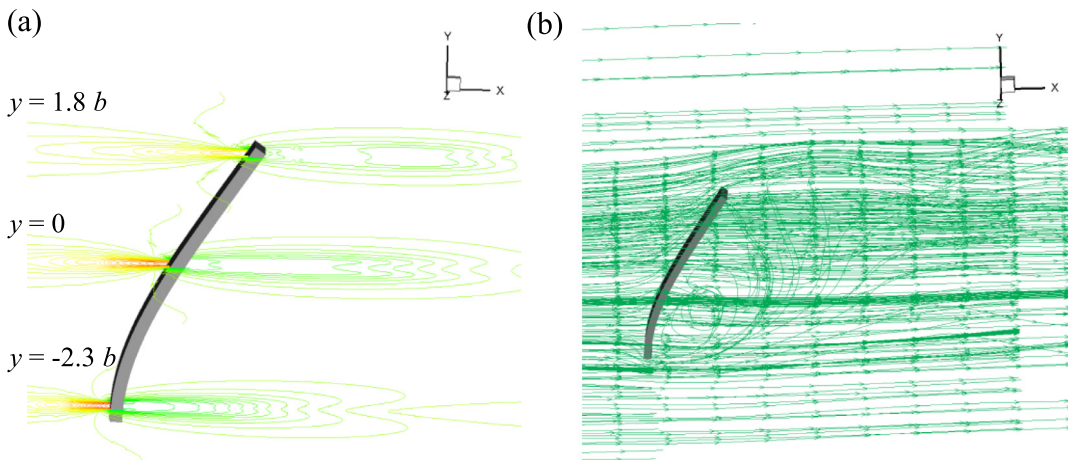 (a)
(b)
Y
X
Z
Y
X
Z
y = 1.8 b
y = 0
y = -2.3 b